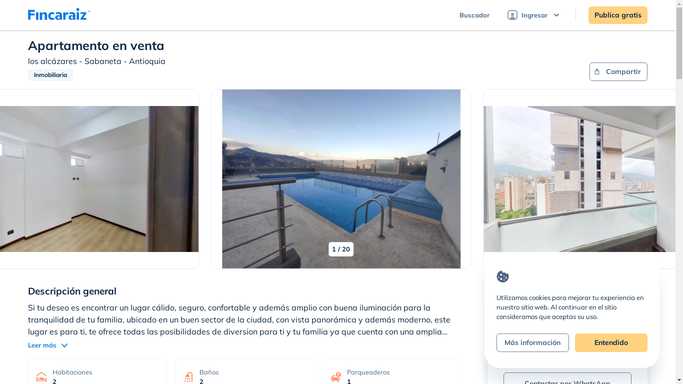 Fincaraiz
Buscador
Ingresar
Publica gratis
Apartamento en venta
los alcázares - Sabaneta - Antioquia
Inmobiliaria
Compartir
1 / 20
Descripción general
Si tu deseo es encontrar un lugar cálido, seguro, confortable y además amplio con buena iluminación para la
tranquilidad de tu familia, ubicado en un buen sector de la ciudad, con vista panorámica y además moderno, este
lugar es para ti, te ofrece todas las posibilidades de diversion para ti y tu familia ya que cuenta con una amplia...
Leer más
Habitaciones
2
Baños
2
Parqueaderos
1
Utilizamos cookies para mejorar tu experiencia en
nuestro sitio web. Al continuar en el sitio
consideramos que aceptas su uso.
Más información
Entendido
Contactar por WhatsApp